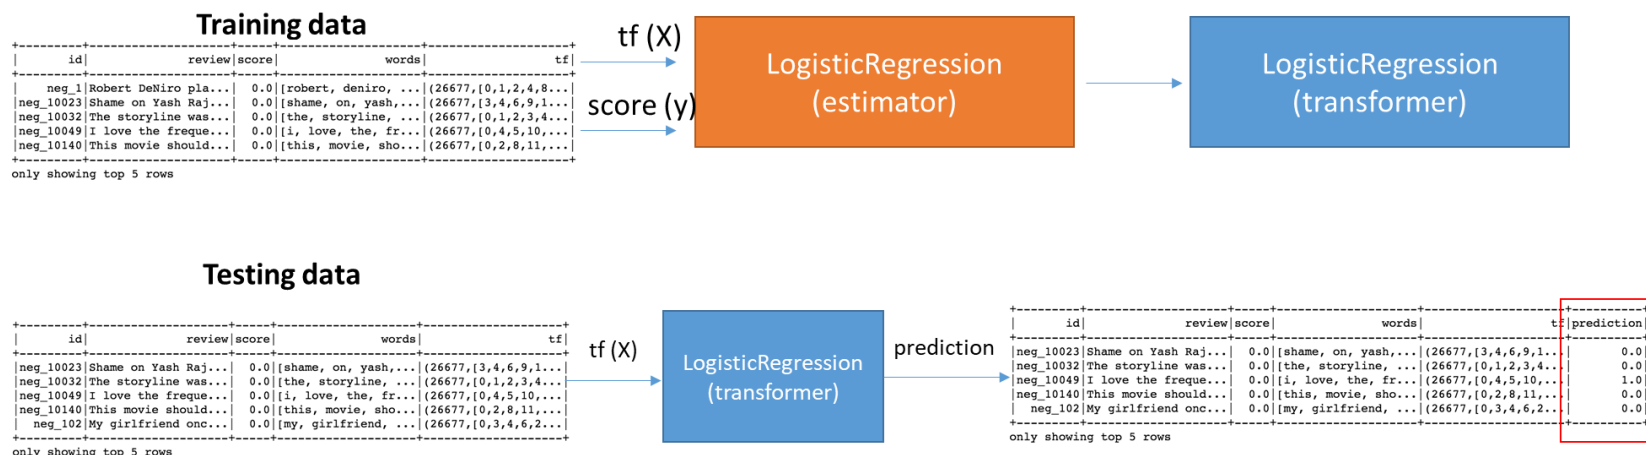 Training data
+---------+--------------------+-----+--------------------+--------------------+
| id| review|score| words| tf|
+---------+--------------------+-----+--------------------+--------------------+
| neg_1|Robert DeNiro pla...| 0.0|[robert, deniro, ...|(26677,[0,1,2,4,8...|
|neg_10023|Shame on Yash Raj...| 0.0|[shame, on, yash,...|(26677,[3,4,6,9,1...|
|neg_10032|The storyline was...| 0.0|[the, storyline, ...|(26677,[0,1,2,3,4...|
|neg_10049|I love the freque...| 0.0|[i, love, the, fr...|(26677,[0,4,5,10,...|
|neg_10140|This movie should...| 0.0|[this, movie, sho...|(26677,[0,2,8,11,...|
+---------+--------------------+-----+--------------------+--------------------+
only showing top 5 rows
tf (X)
score (y)
LogisticRegression
(estimator)
LogisticRegression
(transformer)
Testing data
+---------+--------------------+-----+--------------------+--------------------+
| id| review|score| words| tf|
+---------+--------------------+-----+--------------------+--------------------+
|neg_10023|Shame on Yash Raj...| 0.0|[shame, on, yash,...|(26677,[3,4,6,9,1...|
|neg_10032|The storyline was...| 0.0|[the, storyline, ...|(26677,[0,1,2,3,4...|
|neg_10049|I love the freque...| 0.0|[i, love, the, fr...|(26677,[0,4,5,10,...|
|neg_10140|This movie should...| 0.0|[this, movie, sho...|(26677,[0,2,8,11,...|
| neg_102|My girlfriend onc...| 0.0|[my, girlfriend, ...|(26677,[0,3,4,6,2...|
+---------+--------------------+-----+--------------------+--------------------+
only showing top 5 rows
tf (X)
LogisticRegression
(transformer)
prediction
+---------+--------------------+-----+--------------------+--------------------+----------+
| id| review|score| words| tf|prediction|
+---------+--------------------+-----+--------------------+--------------------+----------+
|neg_10023|Shame on Yash Raj...| 0.0|[shame, on, yash,...|(26677,[3,4,6,9,1...| 0.0|
|neg_10032|The storyline was...| 0.0|[the, storyline, ...|(26677,[0,1,2,3,4...| 0.0|
|neg_10049|I love the freque...| 0.0|[i, love, the, fr...|(26677,[0,4,5,10,...| 1.0|
|neg_10140|This movie should...| 0.0|[this, movie, sho...|(26677,[0,2,8,11,...| 0.0|
| neg_102|My girlfriend onc...| 0.0|[my, girlfriend, ...|(26677,[0,3,4,6,2...| 0.0|
+---------+--------------------+-----+--------------------+--------------------+----------+
only showing top 5 rows